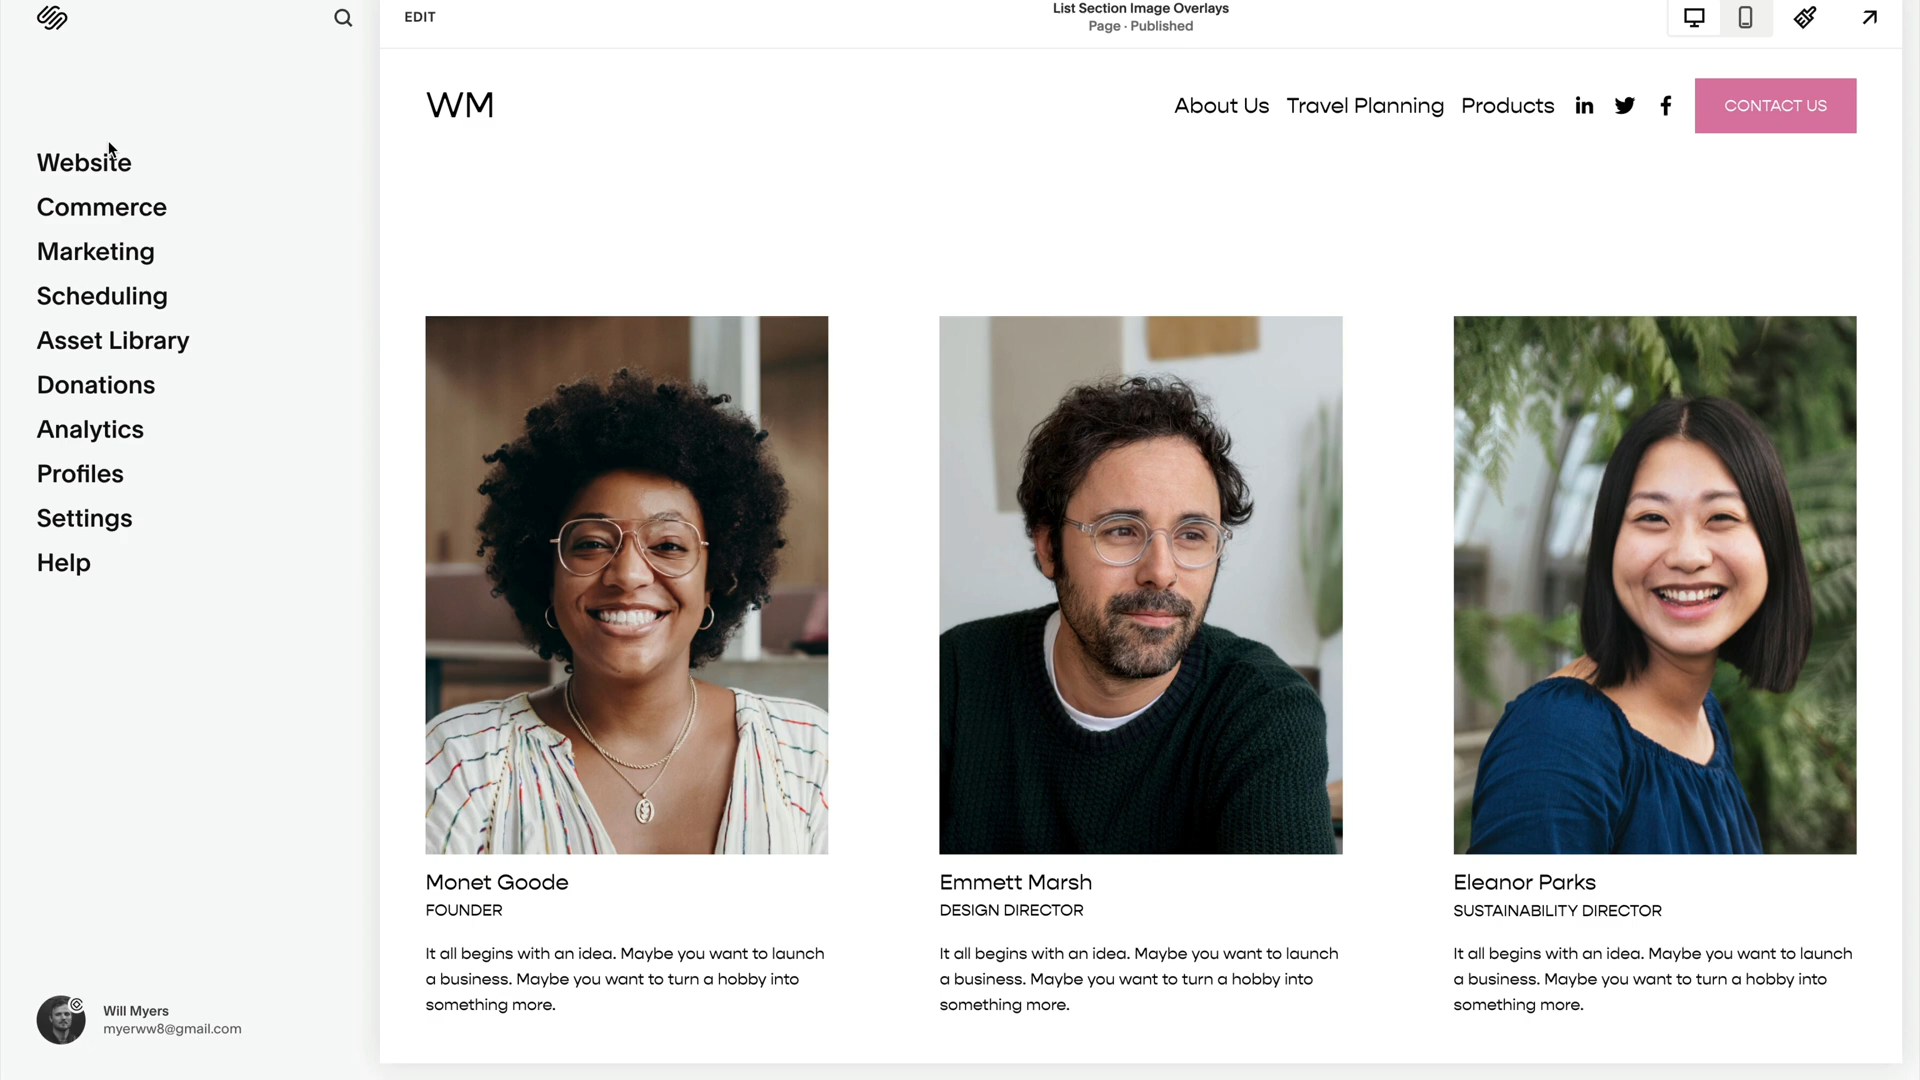 EDIT
List Section Image Overlays
Page · Published
WM
About Us
Travel Planning
Products
CONTACT US
Website
Commerce
Marketing
Scheduling
Asset Library
Donations
Analytics
Profiles
Settings
Help
Monet Goode
FOUNDER
It all begins with an idea. Maybe you want to launch
a business. Maybe you want to turn a hobby into
something more.
Emmett Marsh
DESIGN DIRECTOR
It all begins with an idea. Maybe you want to launch
a business. Maybe you want to turn a hobby into
something more.
Eleanor Parks
SUSTAINABILITY DIRECTOR
It all begins with an idea. Maybe you want to launch
a business. Maybe you want to turn a hobby into
something more.
Will Myers
myerww8@gmail.com